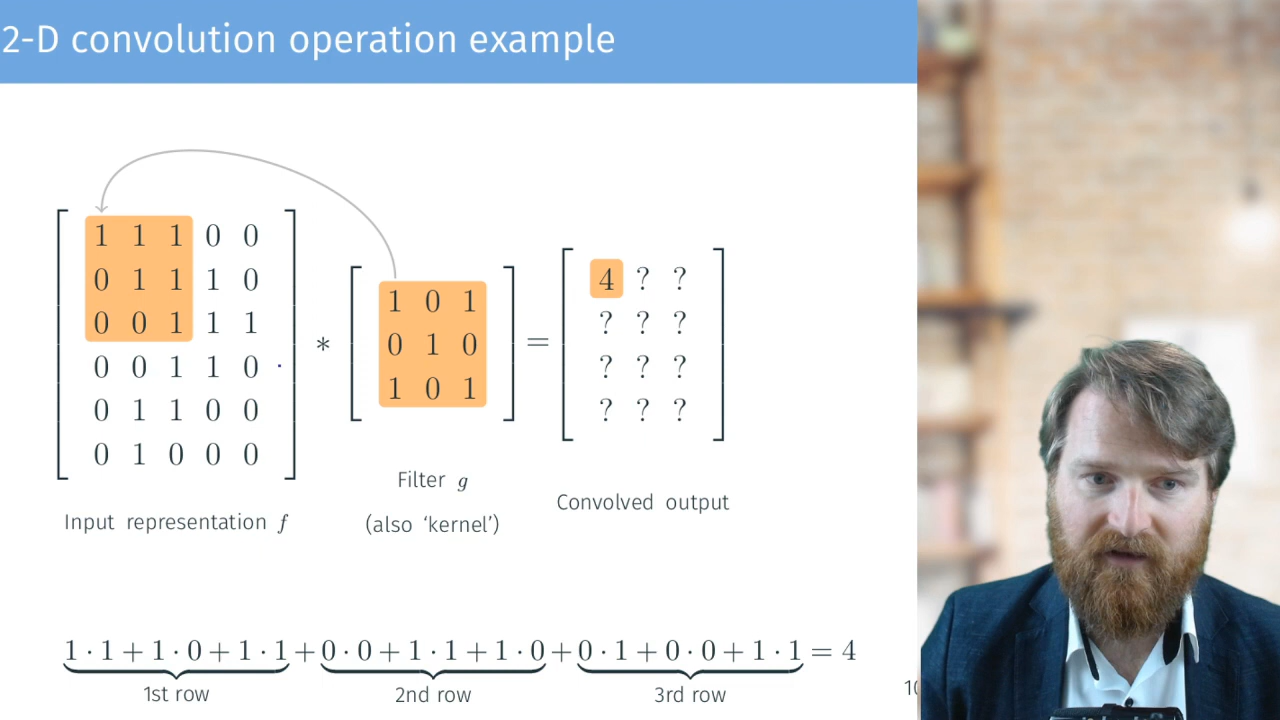 2-D convolution operation example
1 1 1 0 0
0 1 1 1 0
0 0 1 1 1
0 0 1 1 0
0 1 1 0 0
0 1 0 0 0
*
1 0 1
0 1 0
1 0 1
=
4 ? ?
? ? ?
? ? ?
? ? ?
Input representation f
Filter g
(also ‘kernel’)
Convolved output
1 · 1 + 1 · 0 + 1 · 1 + 0 · 0 + 1 · 1 + 1 · 0 + 0 · 1 + 0 · 0 + 1 · 1 = 4
1st row
2nd row
3rd row